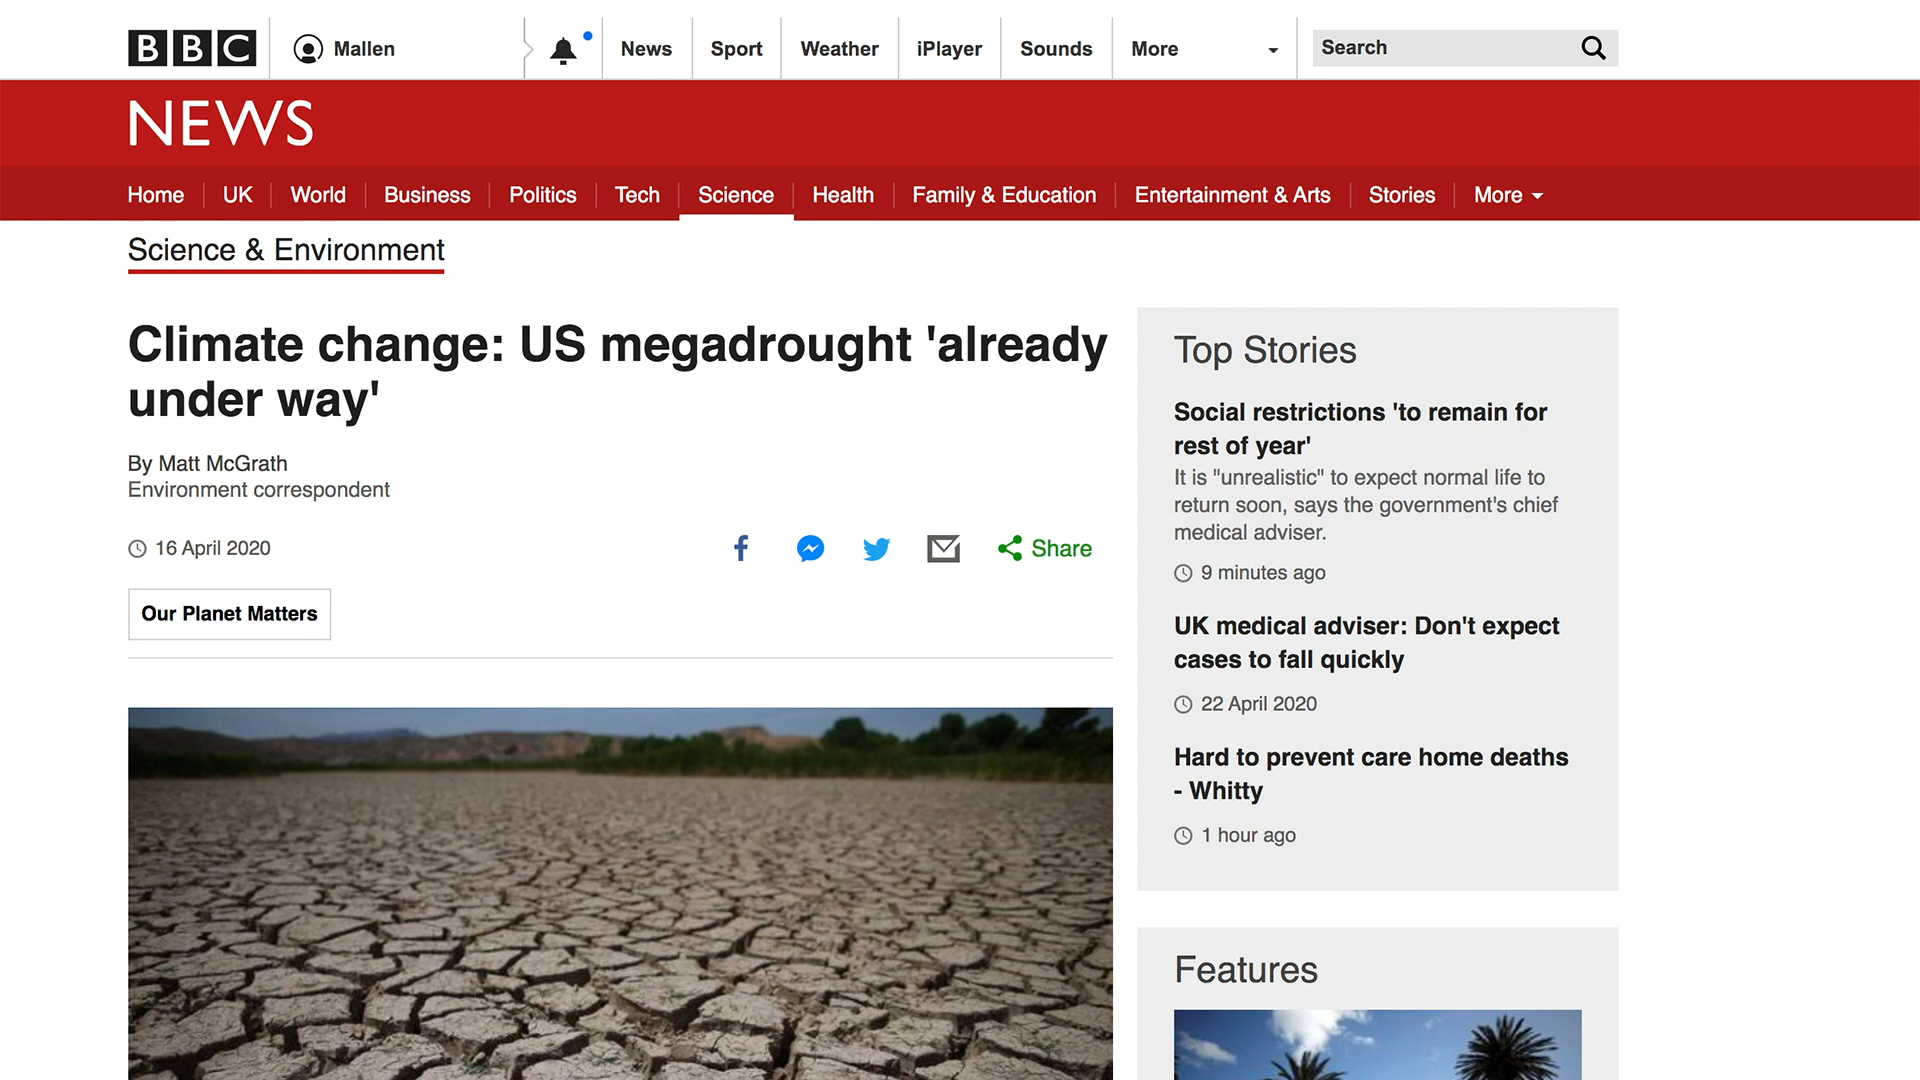 BBC
Mallen
News
Sport
Weather
iPlayer
Sounds
More
Search
NEWS
Home
UK
World
Business
Politics
Tech
Science
Health
Family & Education
Entertainment & Arts
Stories
More
Science & Environment
Climate change: US megadrought 'already
under way'
By Matt McGrath
Environment correspondent
16 April 2020
f
Share
Our Planet Matters
Top Stories
Social restrictions 'to remain for
rest of year'
It is "unrealistic" to expect normal life to
return soon, says the government's chief
medical adviser.
9 minutes ago
UK medical adviser: Don't expect
cases to fall quickly
22 April 2020
Hard to prevent care home deaths
- Whitty
1 hour ago
Features